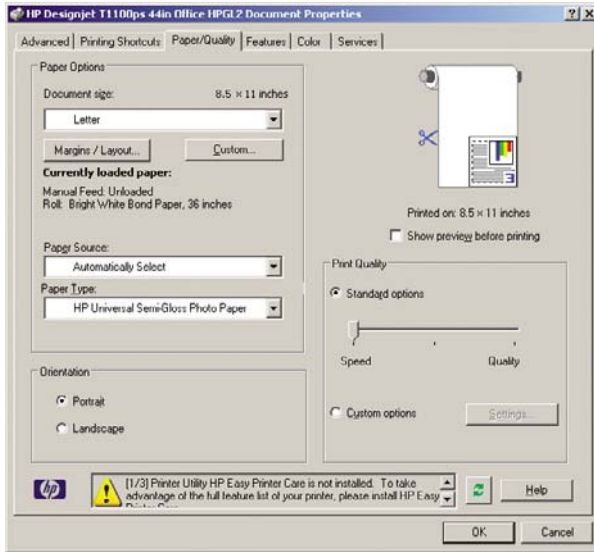 HP Designjet T1100ps 44in Office HPGL2 Document Properties
Advanced Printing Shortcuts Paper/Quality Features Color Services
Paper Options
Document size: 8.5 × 11 inches
Letter
Margins / Layout... Custom...
Currently loaded paper:
Manual Feed: Unloaded
Roll: Bright White Bond Paper, 36 inches
Paper Source:
Automatically Select
Paper Type:
HP Universal Semi-Gloss Photo Paper
Orientation
Portrait
Landscape
3
Printed on: 8.5 × 11 inches
Show preview before printing
Print Quality
Standard options
Speed Quality
Custom options Settings...
hp
[1/3] Printer Utility HP Easy Printer Care is not installed. To take
advantage of the full feature list of your printer, please install HP Easy
Help
OK Cancel